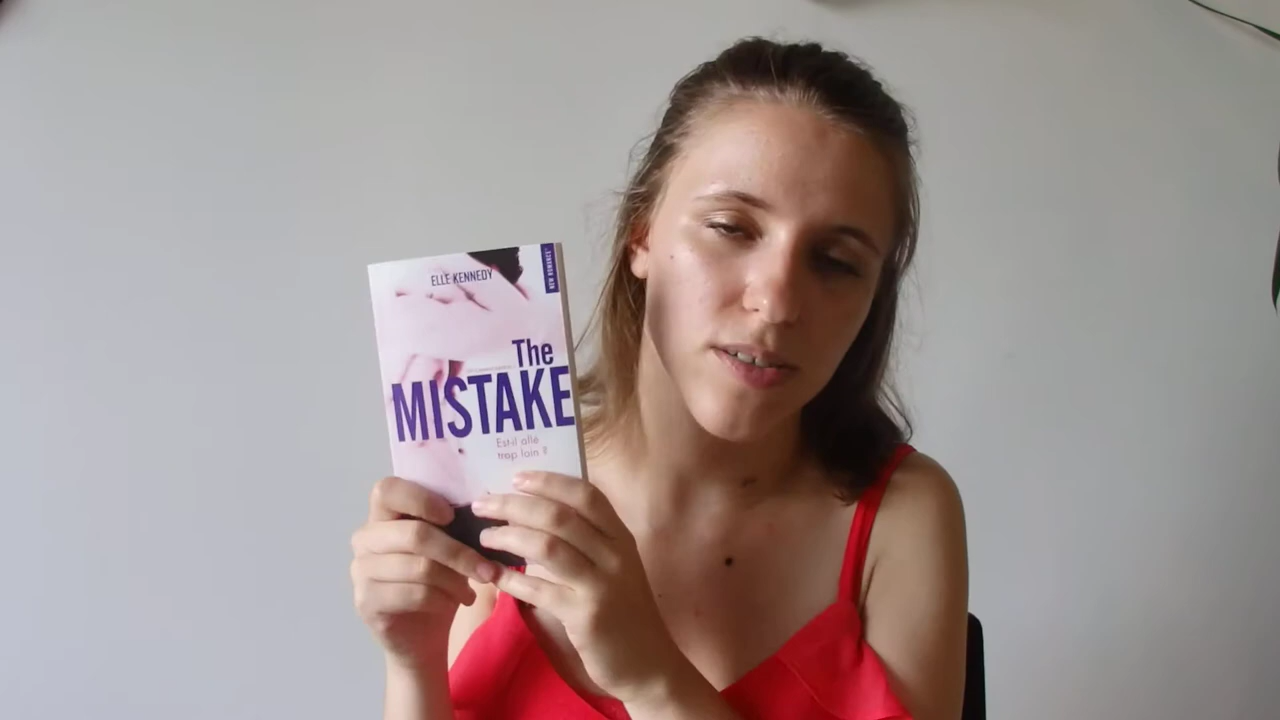 ELLE KENNEDY
NEW ROMANCE
The
MISTAKE
Est-il allé
trop loin ?